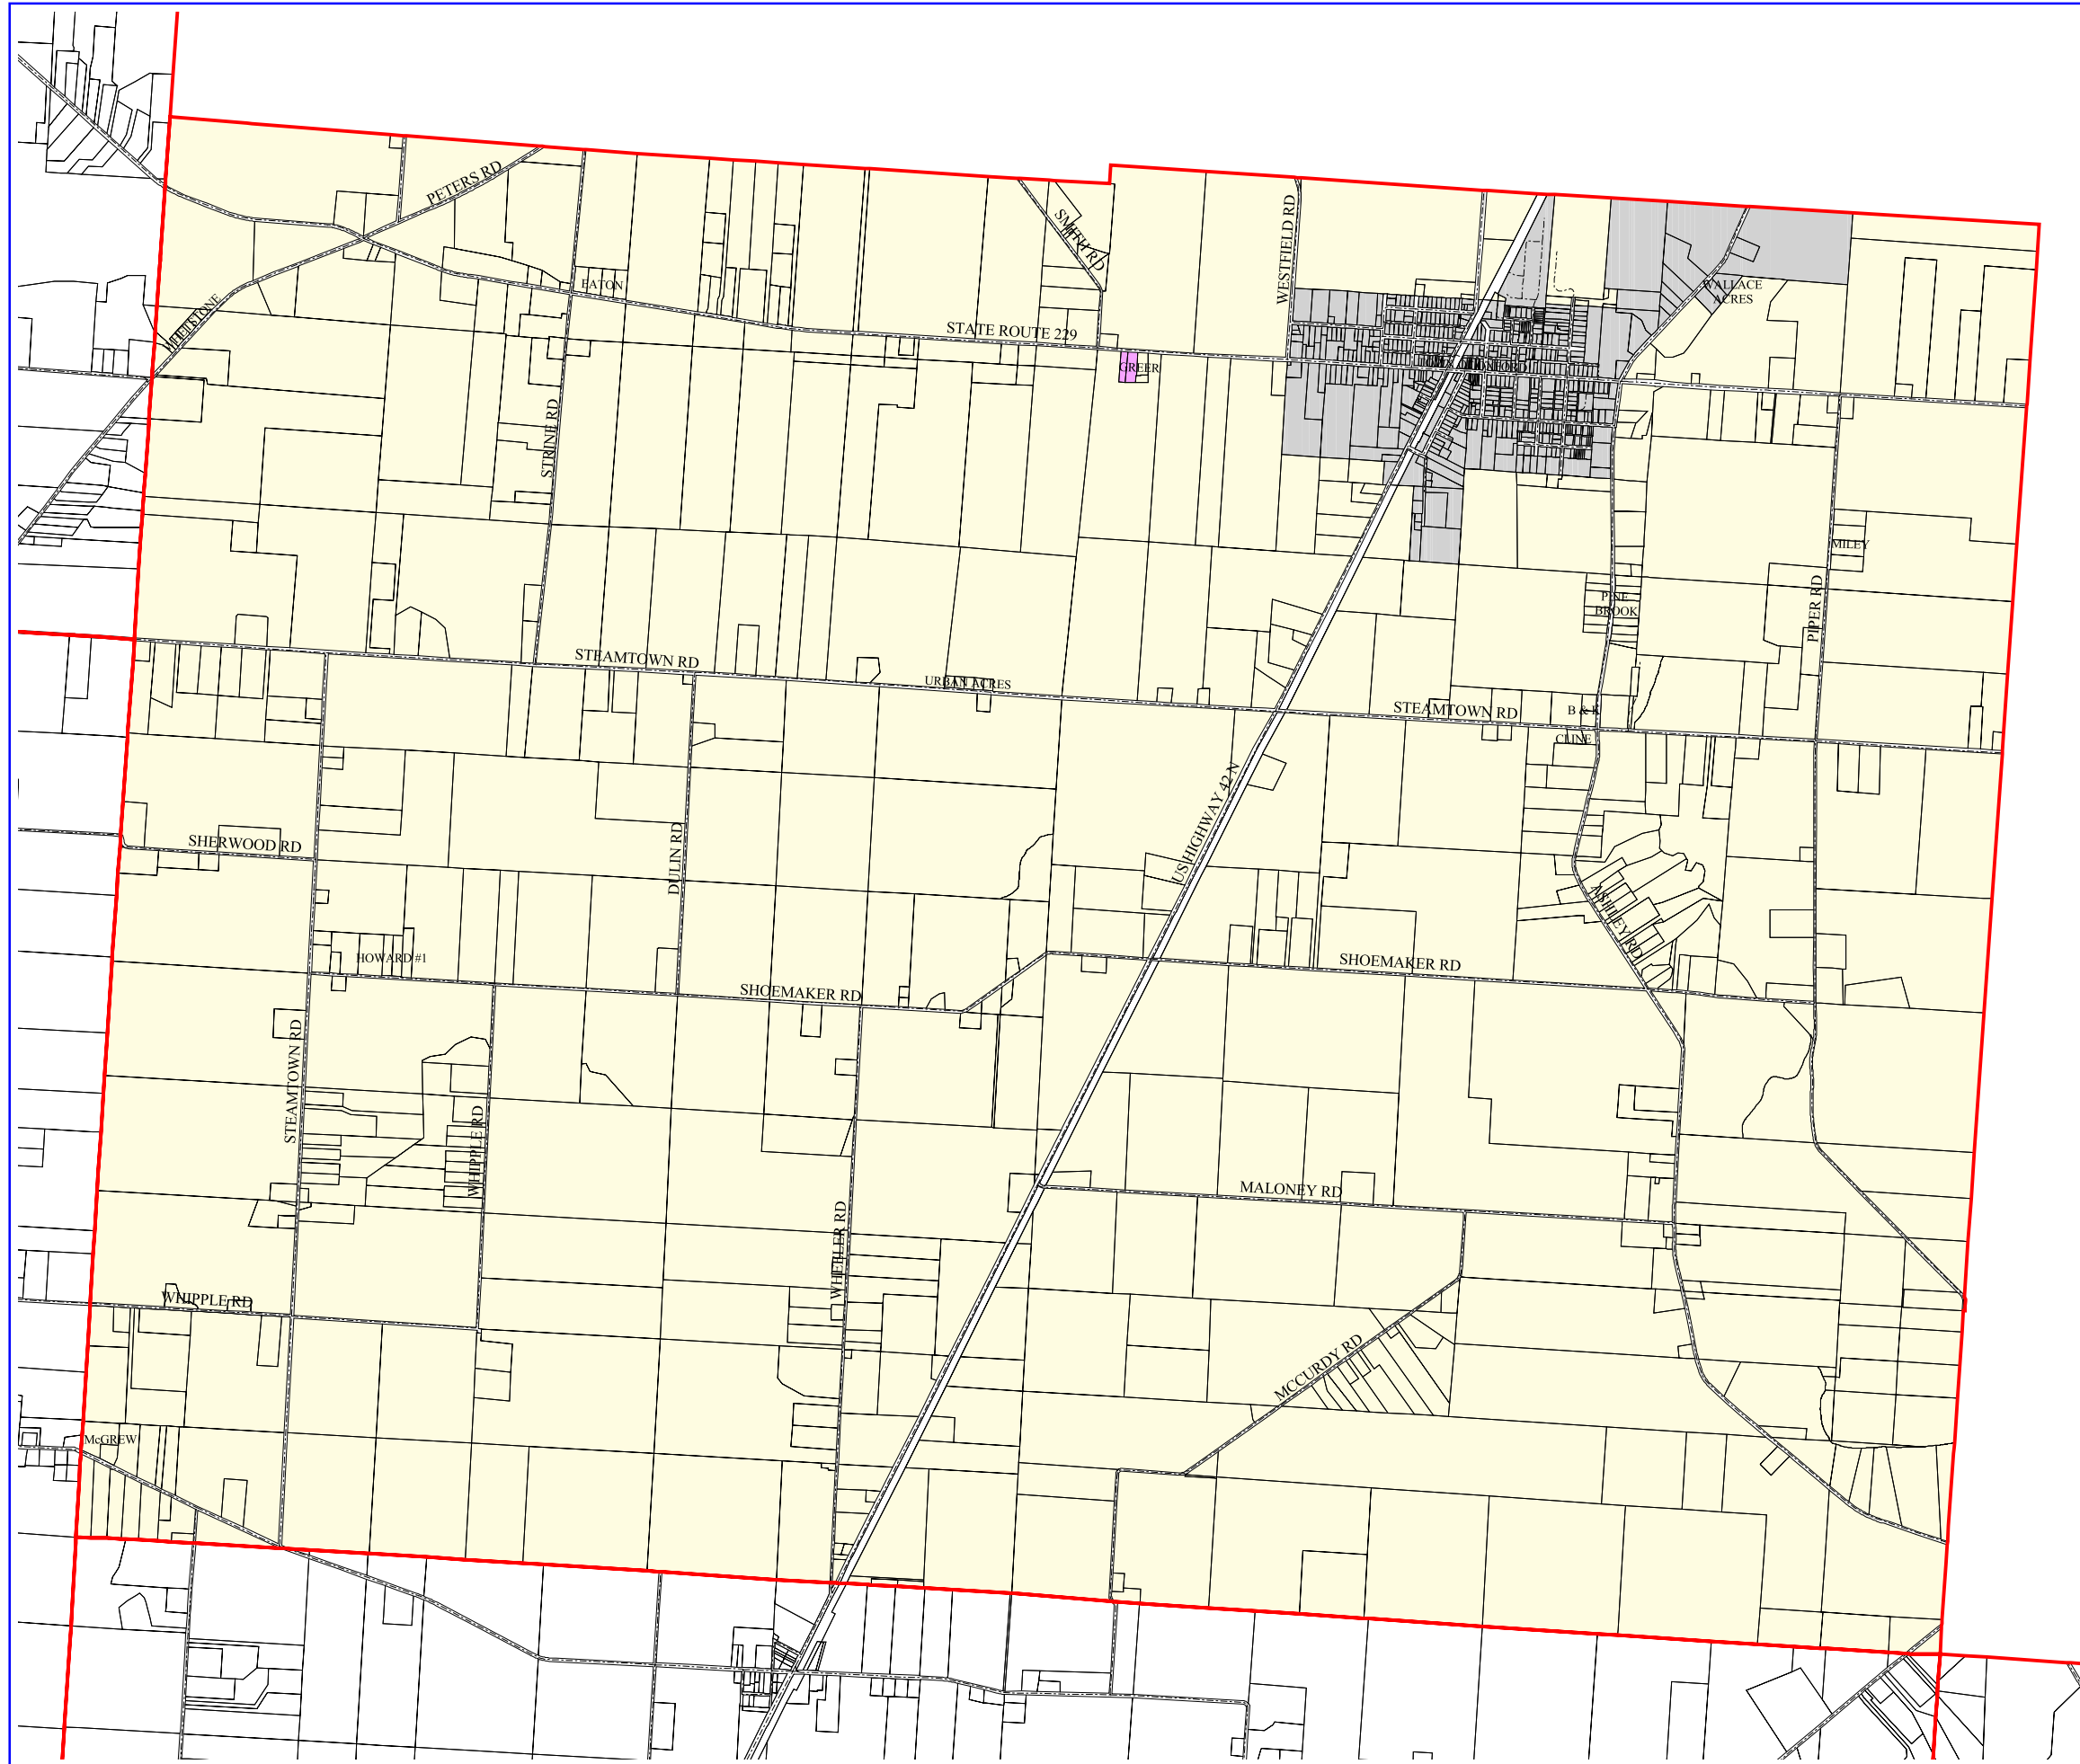 PETERS RD
SMITH RD
WESTFIELD RD
WALLACE
ACRES
EATON
WHETSTONE
STATE ROUTE 229
GREER
STRINE RD
MILEY
PINE
BROOK
PIPER RD
STEAMTOWN RD
URBAN ACRES
STEAMTOWN RD
B & K
CLINE
US HIGHWAY 42 N
SHERWOOD RD
DULIN RD
ASHLEY RD
HOWARD #1
SHOEMAKER RD
SHOEMAKER RD
STEAMTOWN RD
WHIPPLE RD
MALONEY RD
WHEELER RD
WHIPPLE RD
MCCURDY RD
McGREW